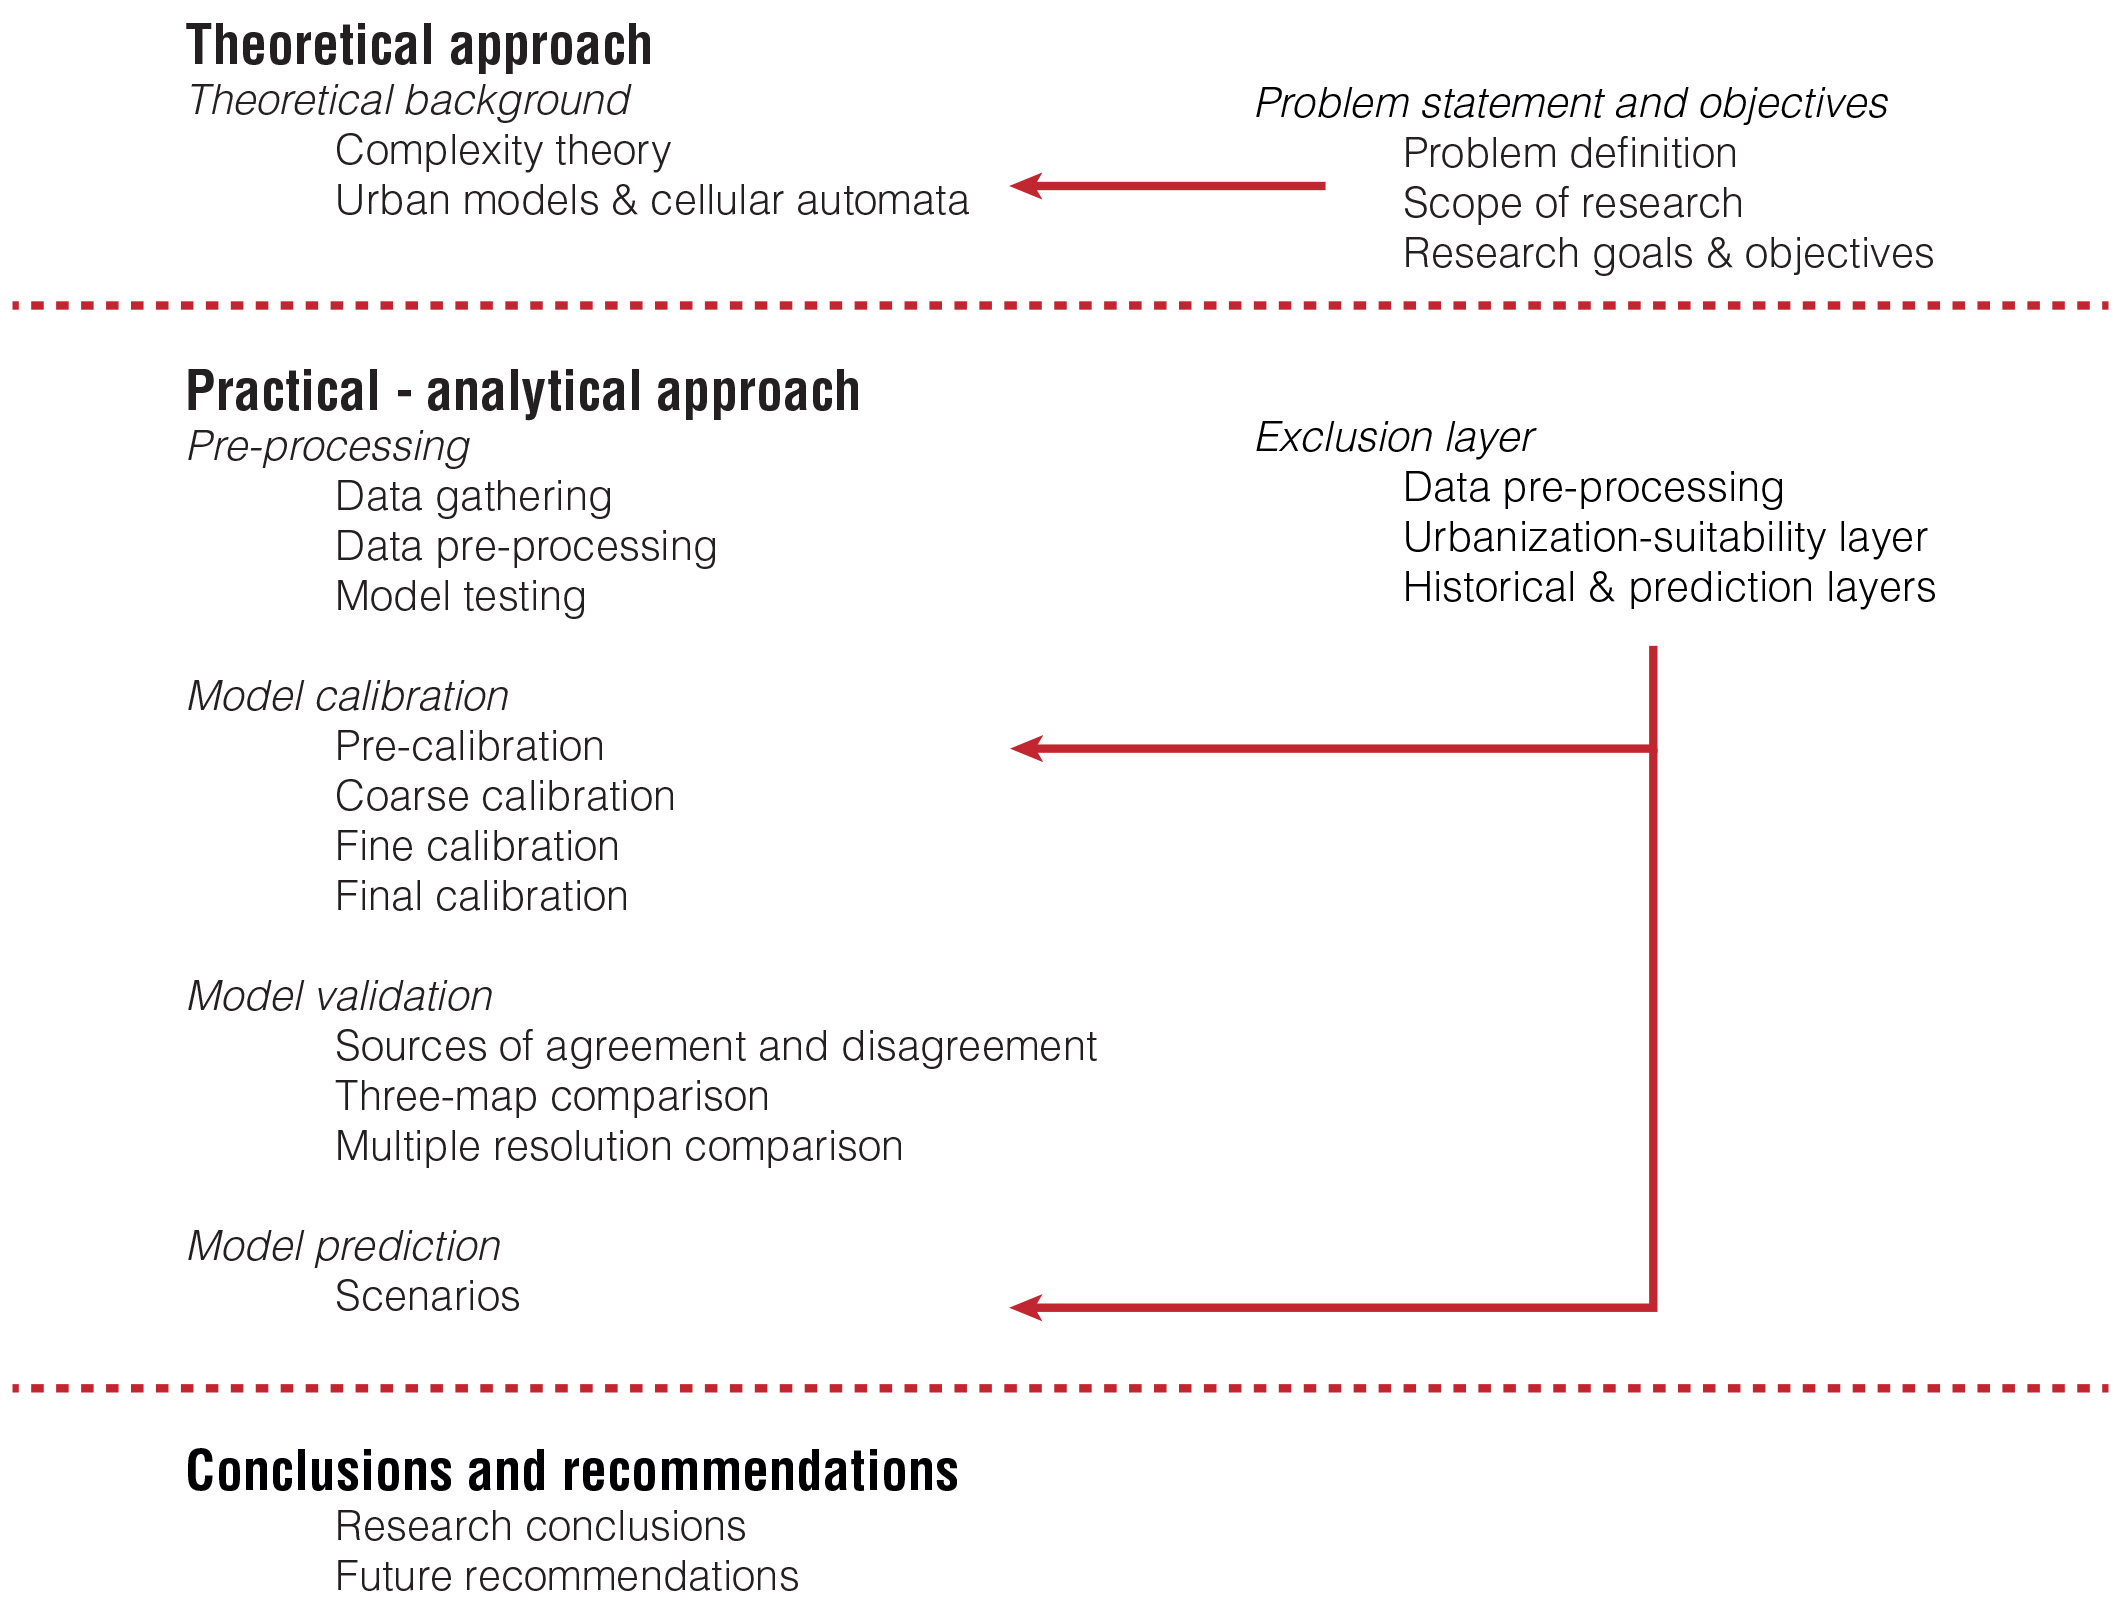 Theoretical approach
Theoretical background
Complexity theory
Urban models & cellular automata
Problem statement and objectives
Problem definition
Scope of research
Research goals & objectives
Practical - analytical approach
Pre-processing
Data gathering
Data pre-processing
Model testing
Exclusion layer
Data pre-processing
Urbanization-suitability layer
Historical & prediction layers
Model calibration
Pre-calibration
Coarse calibration
Fine calibration
Final calibration
Model validation
Sources of agreement and disagreement
Three-map comparison
Multiple resolution comparison
Model prediction
Scenarios
Conclusions and recommendations
Research conclusions
Future recommendations